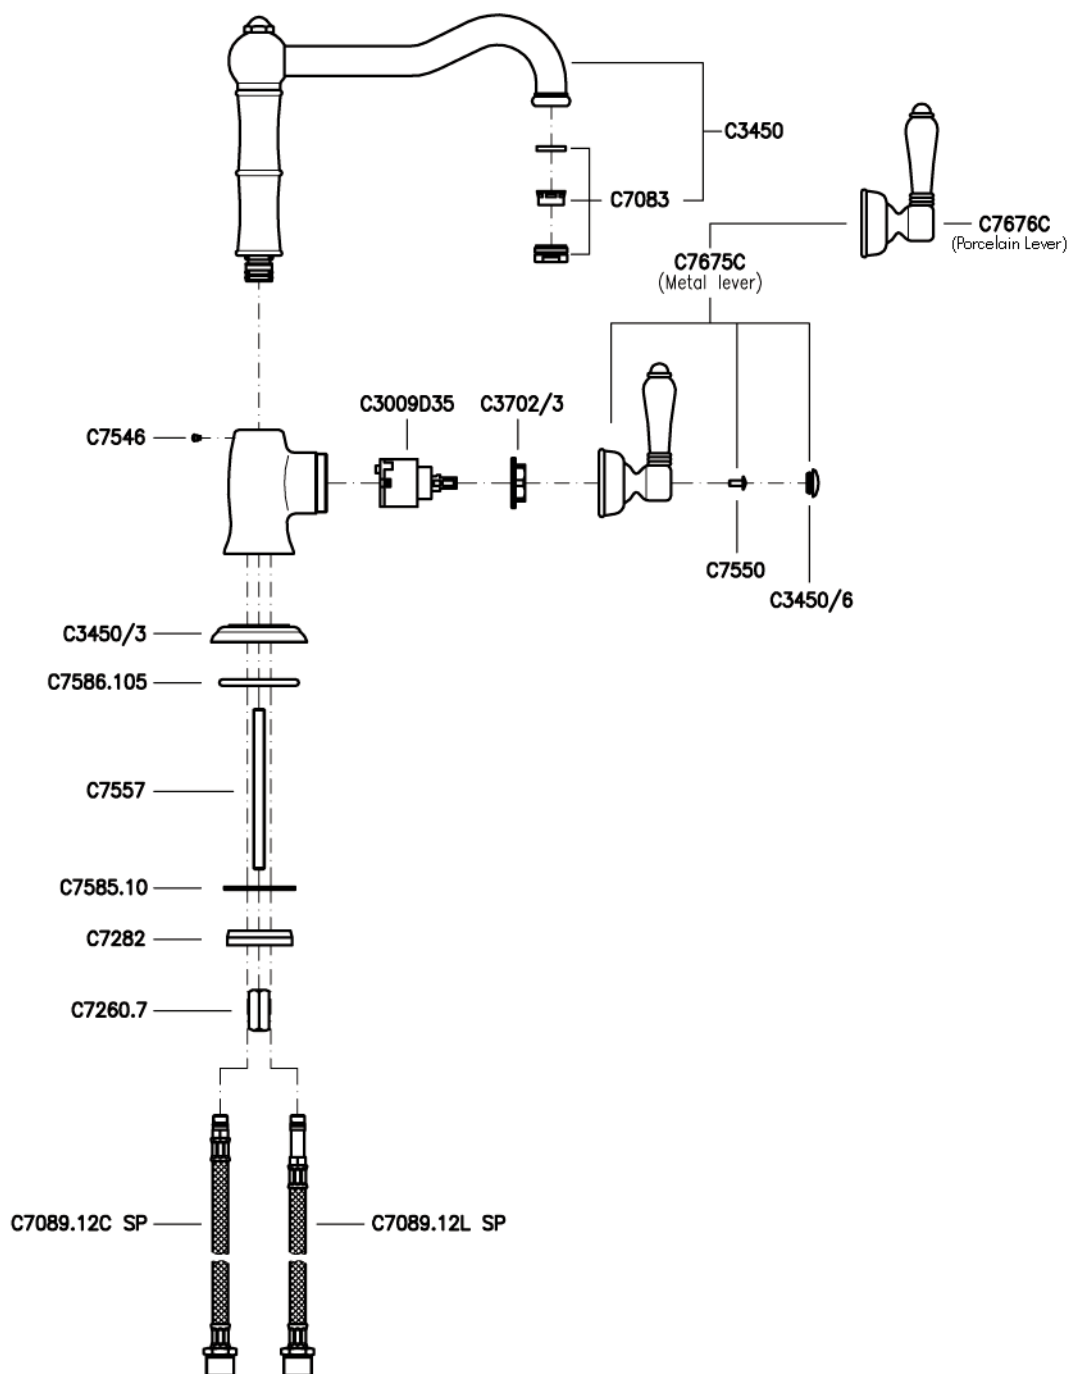 C3450
C7083
C7676C
(Porcelain Lever)
C7675C
(Metal lever)
C3009D35
C3702/3
C7546
C7550
C3450/6
C3450/3
C7586.105
C7557
C7585.10
C7282
C7260.7
C7089.12C SP
C7089.12L SP